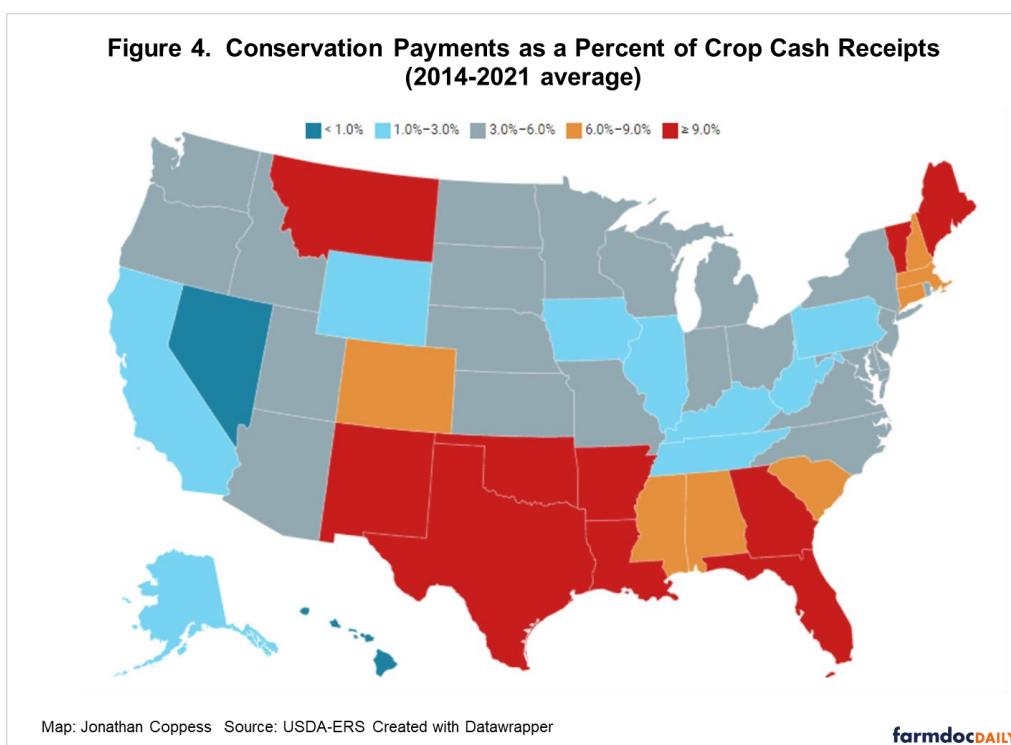 Figure 4.  Conservation Payments as a Percent of Crop Cash Receipts
(2014-2021 average)
< 1.0% 1.0%–3.0% 3.0%–6.0% 6.0%–9.0% ≥ 9.0%
Map: Jonathan Coppess  Source: USDA-ERS Created with Datawrapper
farmdocDAILY